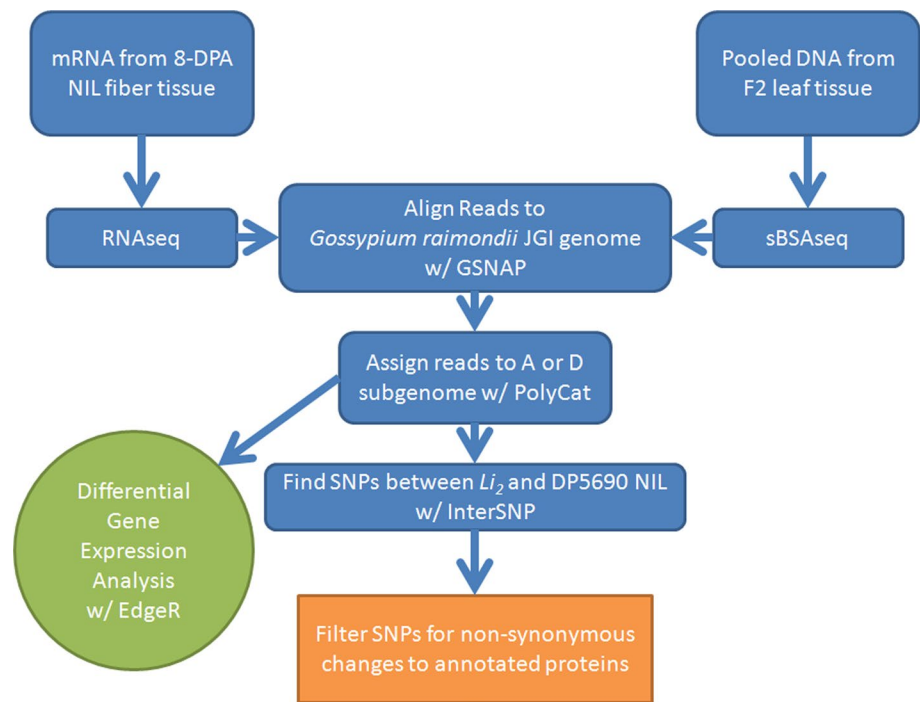 mRNA from 8-DPA
NIL fiber tissue
Pooled DNA from
F2 leaf tissue
RNAseq
Align Reads to
Gossypium raimondii JGI genome
w/ GSNAP
sBSAseq
Assign reads to A or D
subgenome w/ PolyCat
Find SNPs between Li2 and DP5690 NIL
w/ InterSNP
Differential
Gene
Expression
Analysis
w/ EdgeR
Filter SNPs for non-synonymous
changes to annotated proteins